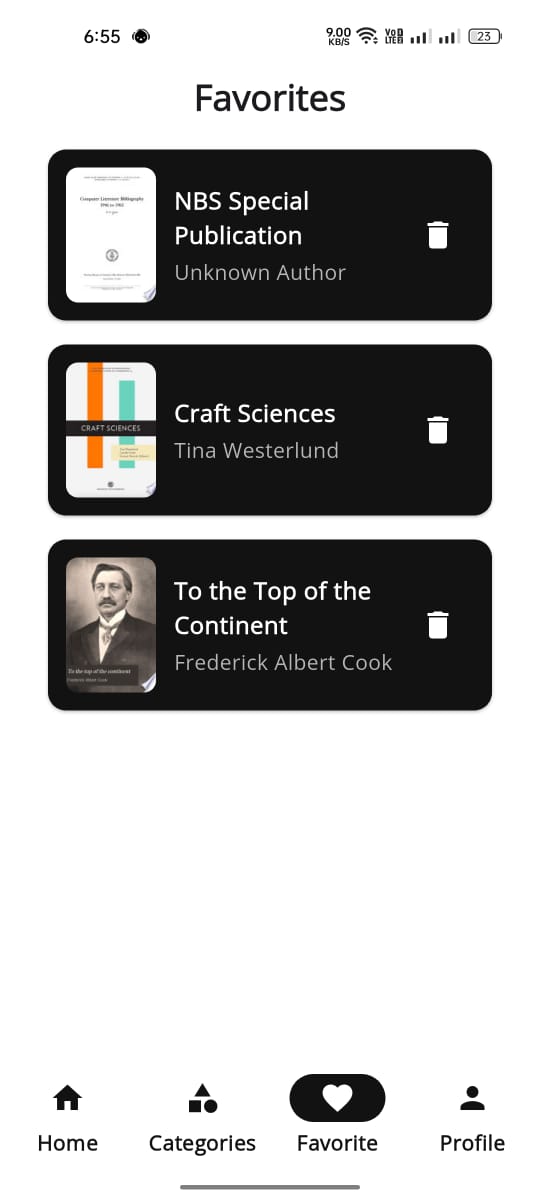 6:55
9.00
KB/S
Vo
LTE
23
Favorites
Computer Literature Bibliography
1946 to 1963
NBS Special
Publication
Unknown Author
CRAFT SCIENCES
Craft Sciences
Tina Westerlund
To the top of the continent
Frederick Albert Cook
To the Top of the
Continent
Frederick Albert Cook
Home
Categories
Favorite
Profile